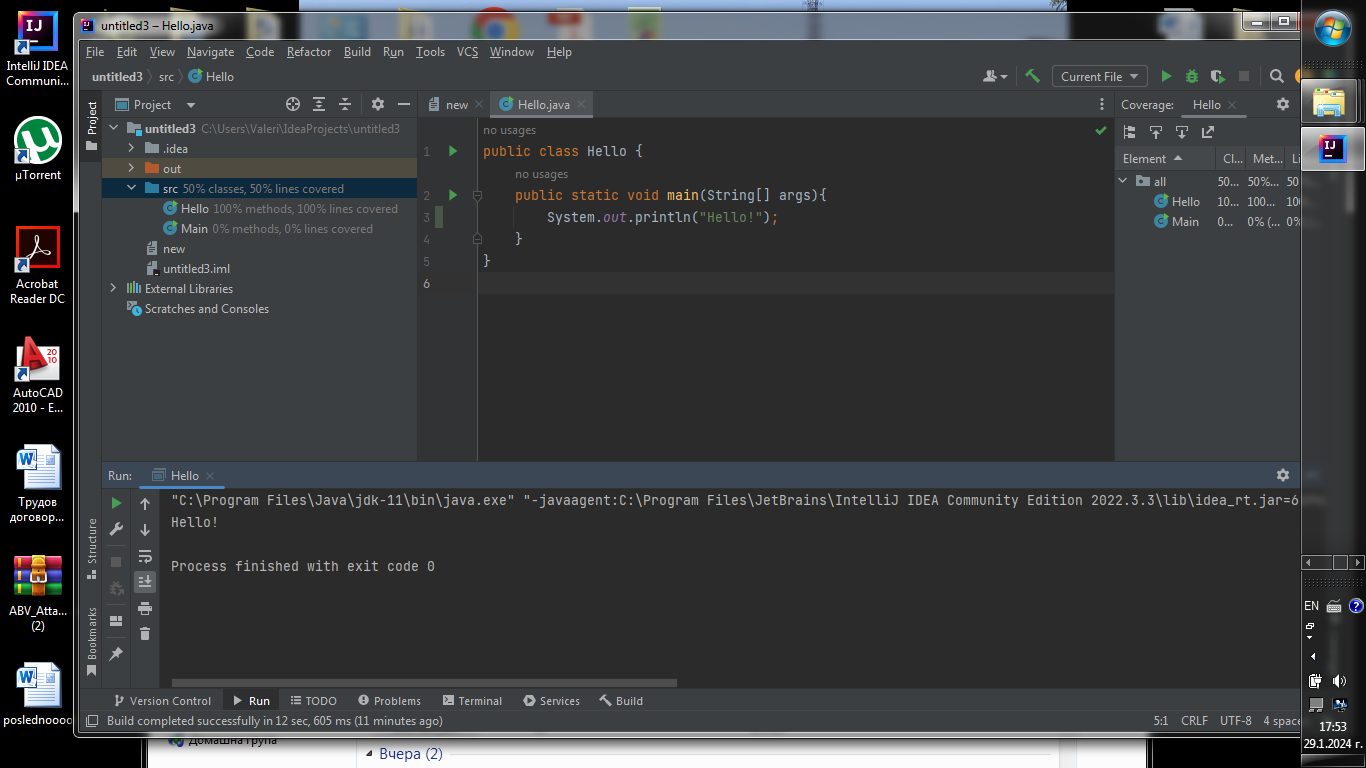 IntelliJ IDEA
Communi...
µTorrent
Acrobat
Reader DC
AutoCAD
2010 - E...
Трудов
договор...
ABV_Atta...
(2)
poslednoooo
untitled3 – Hello.java
File Edit View Navigate Code Refactor Build Run Tools VCS Window Help
untitled3 src Hello
Current File
Project
Project
new
Hello.java
Coverage: Hello
untitled3 C:\Users\Valeri\IdeaProjects\untitled3
.idea
out
src 50% classes, 50% lines covered
Hello 100% methods, 100% lines covered
Main 0% methods, 0% lines covered
new
untitled3.iml
External Libraries
Scratches and Consoles
no usages
1 public class Hello {
no usages
2 public static void main(String[] args){
3 System.out.println("Hello!");
4 }
5 }
6
Element Cl... Met... Li
all 50... 50%... 50
Hello 10... 100... 100
Main 0... 0% (... 0%
Run: Hello
"C:\Program Files\Java\jdk-11\bin\java.exe" "-javaagent:C:\Program Files\JetBrains\IntelliJ IDEA Community Edition 2022.3.3\lib\idea_rt.jar=6
Hello!
Process finished with exit code 0
Structure
Bookmarks
Version Control Run TODO Problems Terminal Services Build
Build completed successfully in 12 sec, 605 ms (11 minutes ago)
5:1 CRLF UTF-8 4 space
Домашна група
Вчера (2)
EN
17:53
29.1.2024 г.